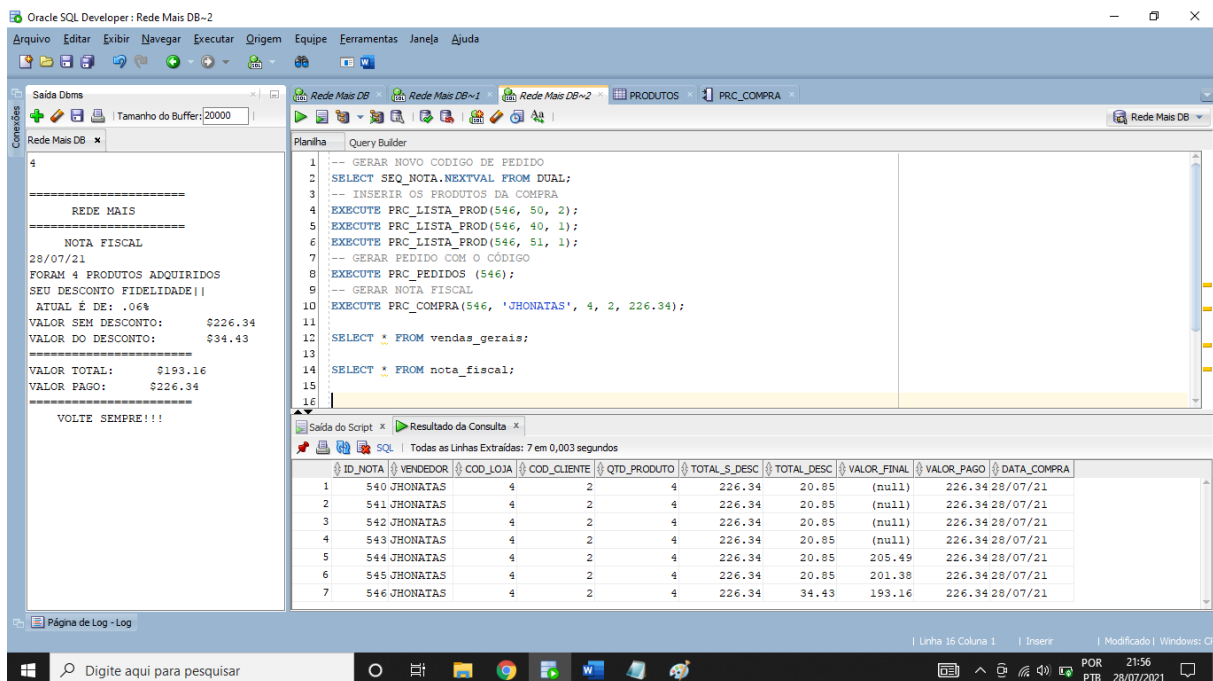 Oracle SQL Developer : Rede Mais DB~2
Arquivo Editar Exibir Navegar Executar Origem Equipe Ferramentas Janela Ajuda
Conexões
Saída Dbms
Tamanho do Buffer: 20000
Rede Mais DB
4
========================
REDE MAIS
========================
NOTA FISCAL
28/07/21
FORAM 4 PRODUTOS ADQUIRIDOS
SEU DESCONTO FIDELIDADE||
ATUAL É DE: .06%
VALOR SEM DESCONTO: $226.34
VALOR DO DESCONTO: $34.43
=========================
VALOR TOTAL: $193.16
VALOR PAGO: $226.34
=========================
VOLTE SEMPRE!!!
Rede Mais DB Rede Mais DB~1 Rede Mais DB~2 PRODUTOS PRC_COMPRA
Rede Mais DB
Planilha Query Builder
1 -- GERAR NOVO CODIGO DE PEDIDO
2 SELECT SEQ_NOTA.NEXTVAL FROM DUAL;
3 -- INSERIR OS PRODUTOS DA COMPRA
4 EXECUTE PRC_LISTA_PROD(546, 50, 2);
5 EXECUTE PRC_LISTA_PROD(546, 40, 1);
6 EXECUTE PRC_LISTA_PROD(546, 51, 1);
7 -- GERAR PEDIDO COM O CÓDIGO
8 EXECUTE PRC_PEDIDOS (546);
9 -- GERAR NOTA FISCAL
10 EXECUTE PRC_COMPRA(546, 'JHONATAS', 4, 2, 226.34);
11
12 SELECT * FROM vendas_gerais;
13
14 SELECT * FROM nota_fiscal;
15
16
Saída do Script x Resultado da Consulta x
SQL | Todas as Linhas Extraídas: 7 em 0,003 segundos
ID_NOTA VENDEDOR COD_LOJA COD_CLIENTE QTD_PRODUTO TOTAL_S_DESC TOTAL_DESC VALOR_FINAL VALOR_PAGO DATA_COMPRA
1 540 JHONATAS 4 2 4 226.34 20.85 (null) 226.34 28/07/21
2 541 JHONATAS 4 2 4 226.34 20.85 (null) 226.34 28/07/21
3 542 JHONATAS 4 2 4 226.34 20.85 (null) 226.34 28/07/21
4 543 JHONATAS 4 2 4 226.34 20.85 (null) 226.34 28/07/21
5 544 JHONATAS 4 2 4 226.34 20.85 205.49 226.34 28/07/21
6 545 JHONATAS 4 2 4 226.34 20.85 201.38 226.34 28/07/21
7 546 JHONATAS 4 2 4 226.34 34.43 193.16 226.34 28/07/21
Página de Log - Log
| Linha 16 Coluna 1 | Inserir | Modificado | Windows:
Digite aqui para pesquisar
POR
PTB
21:56
28/07/2021